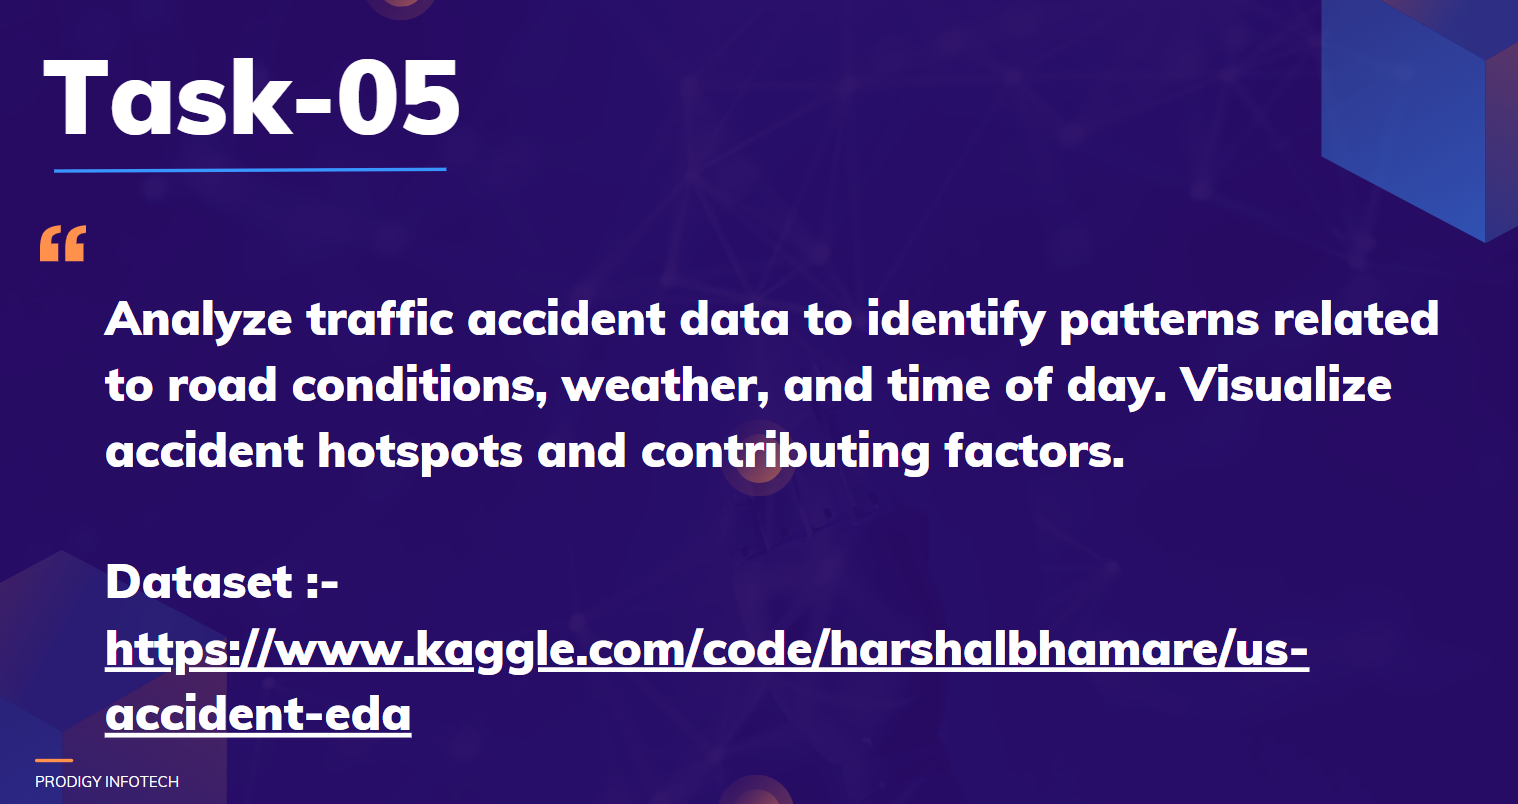 Task-05
“
Analyze traffic accident data to identify patterns related
to road conditions, weather, and time of day. Visualize
accident hotspots and contributing factors.
Dataset :-
https://www.kaggle.com/code/harshalbhamare/us-
accident-eda
PRODIGY INFOTECH